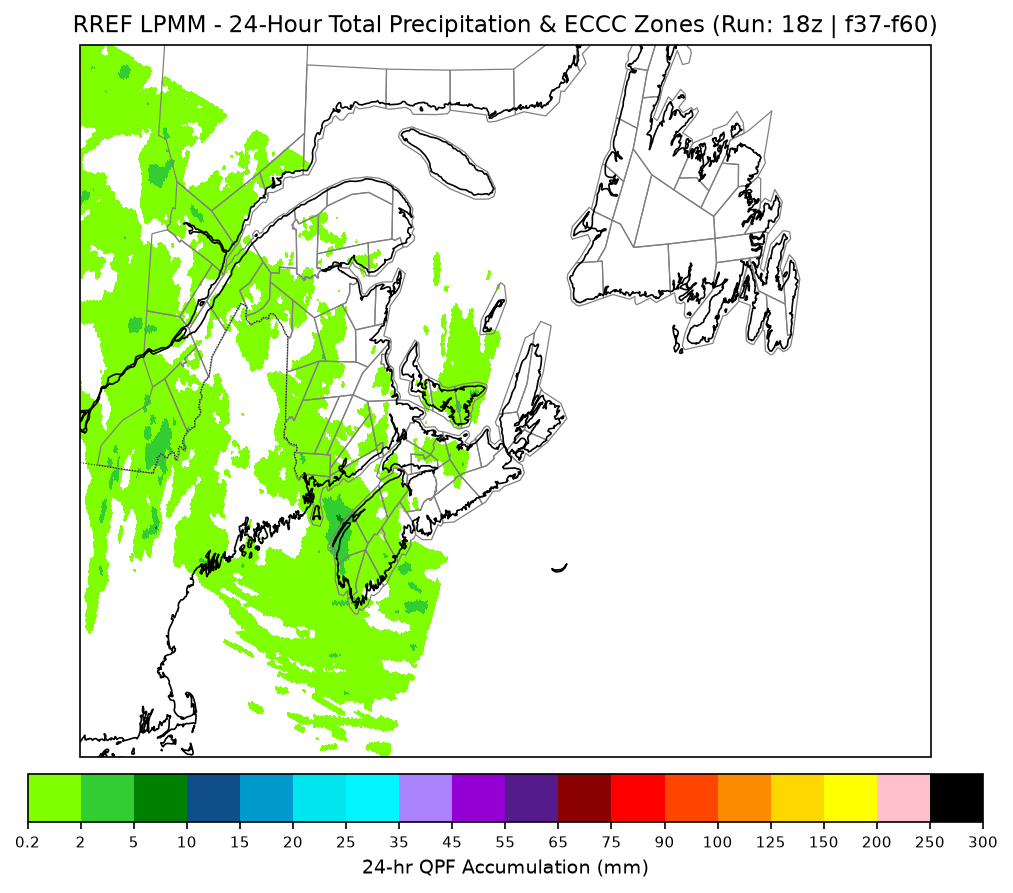 RREF LPMM - 24-Hour Total Precipitation & ECCC Zones (Run: 18z | f37-f60)
0.2 2 5 10 15 20 25 35 45 55 65 75 90 100 125 150 200 250 300
24-hr QPF Accumulation (mm)